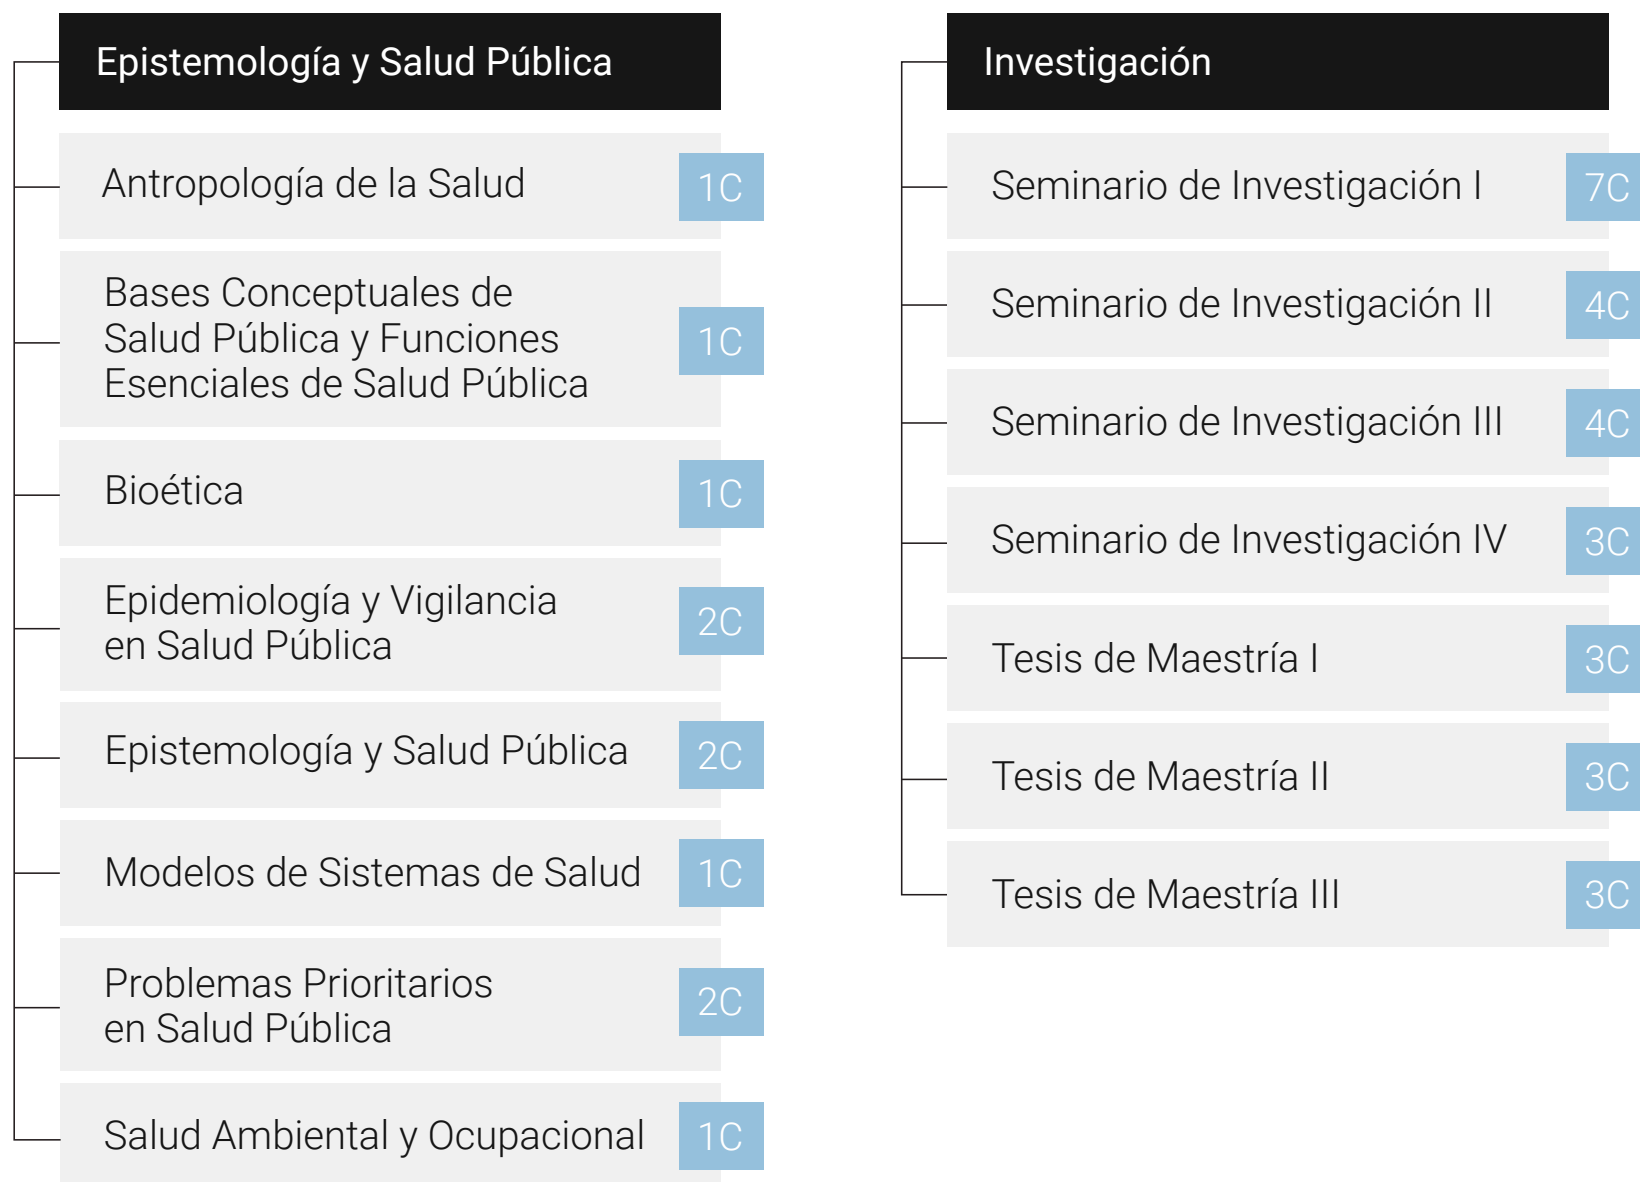 Epistemología y Salud Pública
Antropología de la Salud
1C
Bases Conceptuales de
Salud Pública y Funciones
Esenciales de Salud Pública
1C
Bioética
1C
Epidemiología y Vigilancia
en Salud Pública
2C
Epistemología y Salud Pública
2C
Modelos de Sistemas de Salud
1C
Problemas Prioritarios
en Salud Pública
2C
Salud Ambiental y Ocupacional
1C
Investigación
Seminario de Investigación I
7C
Seminario de Investigación II
4C
Seminario de Investigación III
4C
Seminario de Investigación IV
3C
Tesis de Maestría I
3C
Tesis de Maestría II
3C
Tesis de Maestría III
3C